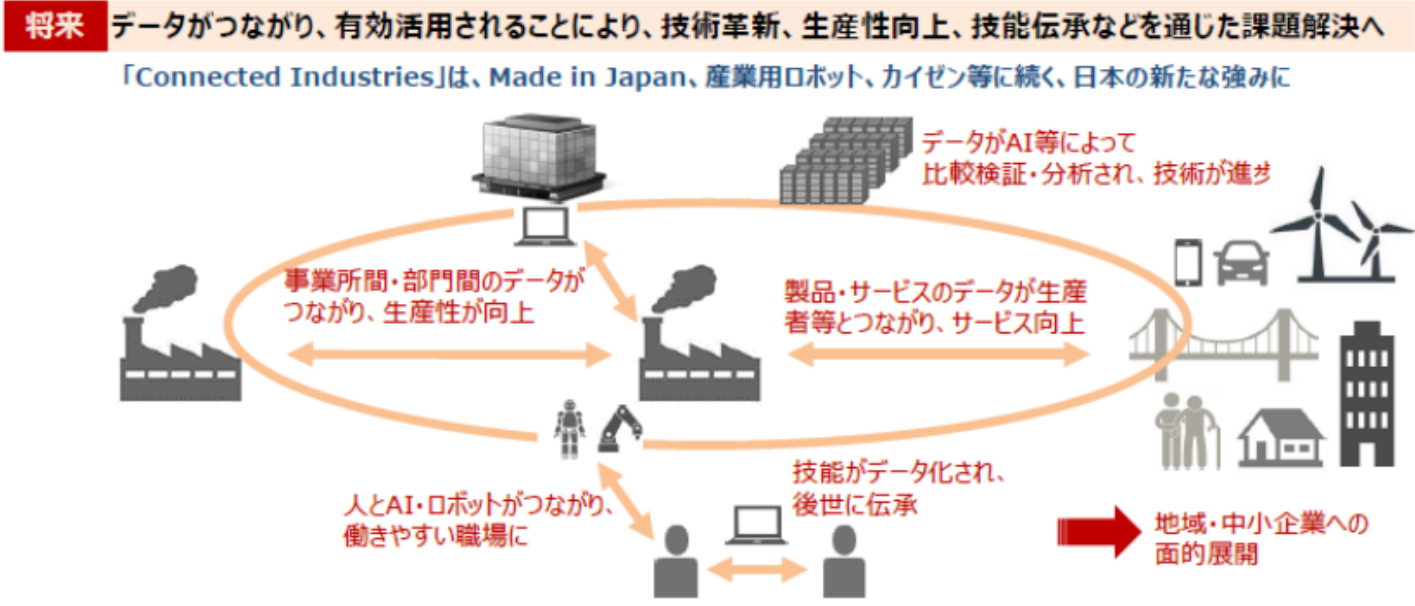 将来
データがつながり、有効活用されることにより、技術革新、生産性向上、技能伝承などを通じた課題解決へ
「Connected Industries」は、Made in Japan、産業用ロボット、カイゼン等に続く、日本の新たな強みに
データがAI等によって
比較検証・分析され、技術が進歩
事業所間・部門間のデータが
つながり、生産性が向上
製品・サービスのデータが生産
者等とつながり、サービス向上
人とAI・ロボットがつながり、
働きやすい職場に
技能がデータ化され、
後世に伝承
地域・中小企業への
面的展開